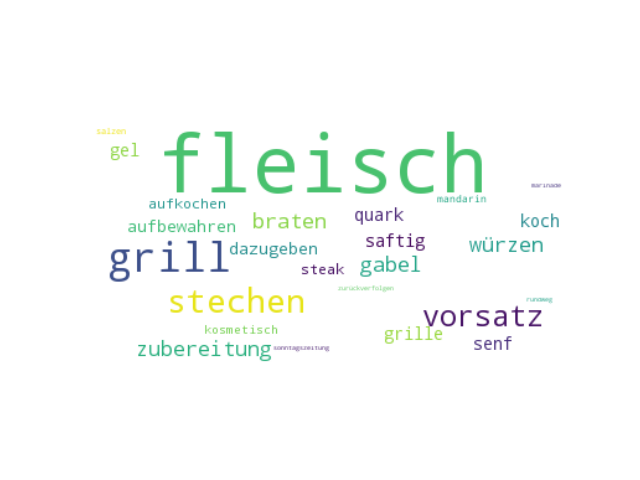 salzen
fleisch
gel
marinade
mandarin
aufkochen
quark
koch
braten
aufbewahren
saftig
würzen
grill
dazugeben
gabel
steak
zurückverfolgen
stechen
rundweg
vorsatz
kosmetisch
grille
senf
zubereitung
sonntagszeitung